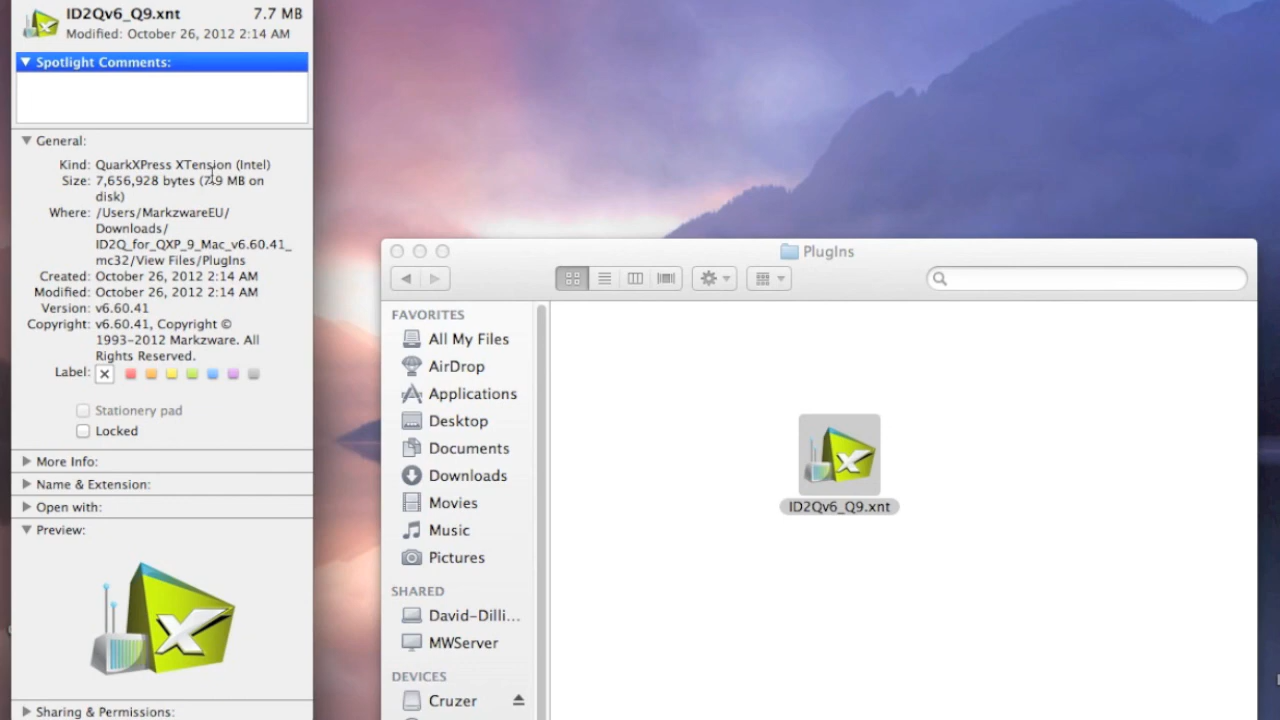 ID2Qv6_Q9.xnt 7.7 MB
Modified: October 26, 2012 2:14 AM
Spotlight Comments:
General:
Kind: QuarkXPress XTension (Intel)
Size: 7,656,928 bytes (7.9 MB on
disk)
Where: /Users/MarkzwareEU/
Downloads/
ID2Q_for_QXP_9_Mac_v6.60.41_
mc32/View Files/PlugIns
Created: October 26, 2012 2:14 AM
Modified: October 26, 2012 2:14 AM
Version: v6.60.41
Copyright: v6.60.41, Copyright ©
1993-2012 Markzware. All
Rights Reserved.
Label:
Stationery pad
Locked
More Info:
Name & Extension:
Open with:
Preview:
Sharing & Permissions:
PlugIns
FAVORITES
All My Files
AirDrop
Applications
Desktop
Documents
Downloads
Movies
Music
Pictures
SHARED
David-Dilli...
MWServer
DEVICES
Cruzer
ID2Qv6_Q9.xnt